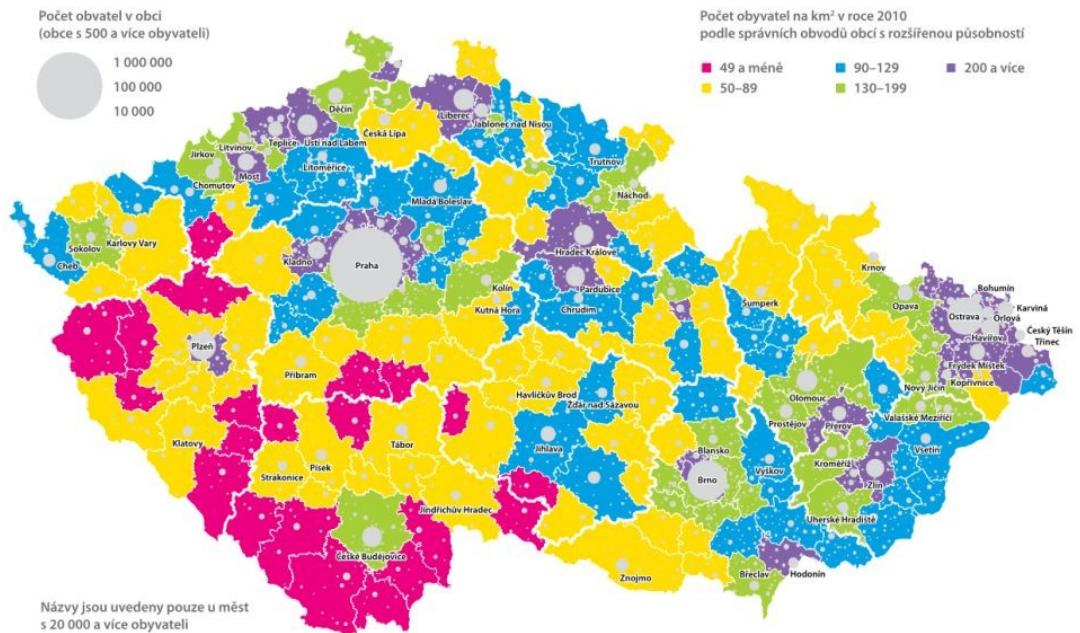 Počet obvatel v obci
(obce s 500 a více obyvateli)
1 000 000
100 000
10 000
Počet obyvatel na km² v roce 2010
podle správních obvodů obcí s rozšířenou působností
49 a méně
90–129
200 a více
50–89
130–199
Děčín
Liberec
Jablonec nad Nisou
Česká Lípa
Teplice
Ústí nad Labem
Litvínov
Jirkov
Most
Litoměřice
Trutnov
Chomutov
Náchod
Mladá Boleslav
Sokolov
Karlovy Vary
Cheb
Hradec Králové
Kladno
Praha
Krnov
Kolín
Pardubice
Bohumín
Kutná Hora
Chrudim
Šumperk
Opava
Karviná
Ostrava
Orlová
Český Těšín
Havířov
Třinec
Plzeň
Frýdek Místek
Příbram
Kopřivnice
Nový Jičín
Havlíčkův Brod
Žďár nad Sázavou
Olomouc
Prostějov
Valašské Meziříčí
Přerov
Klatovy
Tábor
Jihlava
Blansko
Vsetín
Kroměříž
Písek
Strakonice
Vyškov
Brno
Zlín
Jindřichův Hradec
Uherské Hradiště
České Budějovice
Znojmo
Břeclav
Hodonín
Názvy jsou uvedeny pouze u měst
s 20 000 a více obyvateli